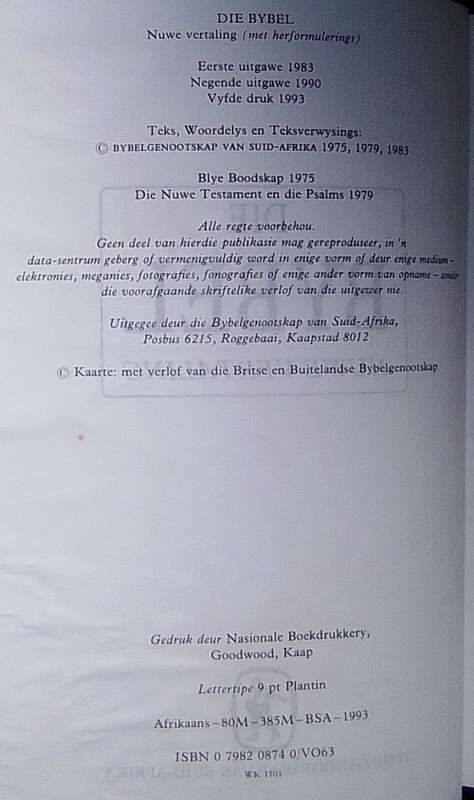 DIE BYBEL
Nuwe vertaling (met herformulerings)
Eerste uitgawe 1983
Negende uitgawe 1990
Vyfde druk 1993
Teks, Woordelys en Teksverwysings:
© BYBELGENOOTSKAP VAN SUID-AFRIKA 1975, 1979, 1983
Blye Boodskap 1975
Die Nuwe Testament en die Psalms 1979
Alle regte voorbehou.
Geen deel van hierdie publikasie mag gereproduseer, in 'n
data-sentrum geberg of vermenigvuldig word in enige vorm of deur enige medium –
elektronies, meganies, fotografies, fonografies of enige ander vorm van opname – sonder
die voorafgaande skriftelike verlof van die uitgewer nie.
Uitgegee deur die Bybelgenootskap van Suid-Afrika,
Posbus 6215, Roggebaai, Kaapstad 8012
© Kaarte: met verlof van die Britse en Buitelandse Bybelgenootskap
Gedruk deur Nasionale Boekdrukkery,
Goodwood, Kaap
Lettertipe 9 pt Plantin
Afrikaans – 80M – 385M – BSA – 1993
ISBN 0 7982 0874 0/VO63
WK 1701